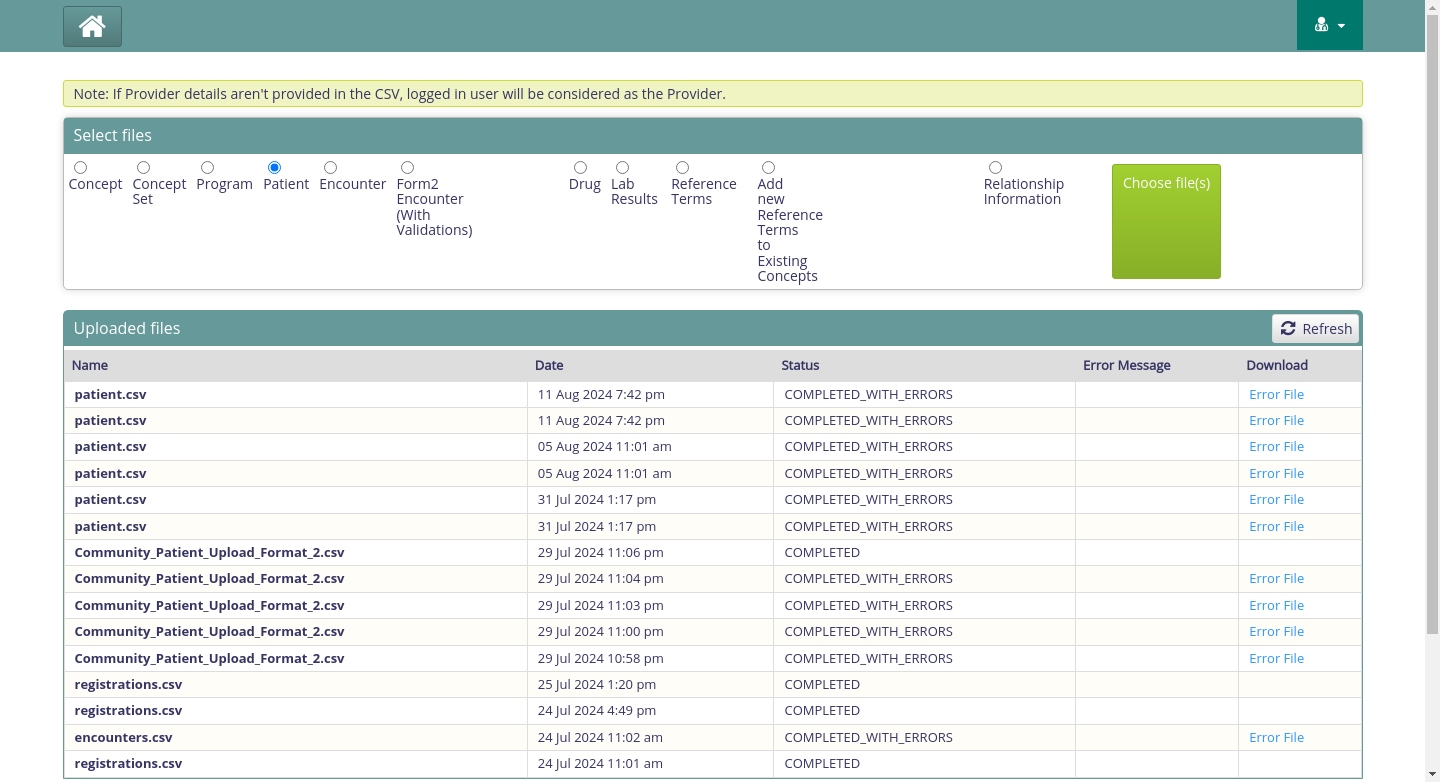 Note: If Provider details aren't provided in the CSV, logged in user will be considered as the Provider.
Select files
Concept
Concept Set
Program
Patient
Encounter
Form2 Encounter (With Validations)
Drug
Lab Results
Reference Terms
Add new Reference Terms to Existing Concepts
Relationship Information
Choose file(s)
Uploaded files
Refresh
Name Date Status Error Message Download
patient.csv 11 Aug 2024 7:42 pm COMPLETED_WITH_ERRORS Error File
patient.csv 11 Aug 2024 7:42 pm COMPLETED_WITH_ERRORS Error File
patient.csv 05 Aug 2024 11:01 am COMPLETED_WITH_ERRORS Error File
patient.csv 05 Aug 2024 11:01 am COMPLETED_WITH_ERRORS Error File
patient.csv 31 Jul 2024 1:17 pm COMPLETED_WITH_ERRORS Error File
patient.csv 31 Jul 2024 1:17 pm COMPLETED_WITH_ERRORS Error File
Community_Patient_Upload_Format_2.csv 29 Jul 2024 11:06 pm COMPLETED
Community_Patient_Upload_Format_2.csv 29 Jul 2024 11:04 pm COMPLETED_WITH_ERRORS Error File
Community_Patient_Upload_Format_2.csv 29 Jul 2024 11:03 pm COMPLETED_WITH_ERRORS Error File
Community_Patient_Upload_Format_2.csv 29 Jul 2024 11:00 pm COMPLETED_WITH_ERRORS Error File
Community_Patient_Upload_Format_2.csv 29 Jul 2024 10:58 pm COMPLETED_WITH_ERRORS Error File
registrations.csv 25 Jul 2024 1:20 pm COMPLETED
registrations.csv 24 Jul 2024 4:49 pm COMPLETED
encounters.csv 24 Jul 2024 11:02 am COMPLETED_WITH_ERRORS Error File
registrations.csv 24 Jul 2024 11:01 am COMPLETED